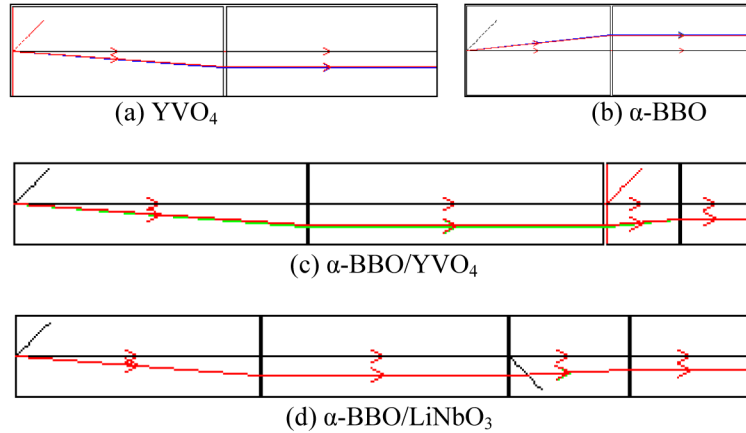 (a) YVO₄
(b) α-BBO
(c) α-BBO/YVO₄
(d) α-BBO/LiNbO₃